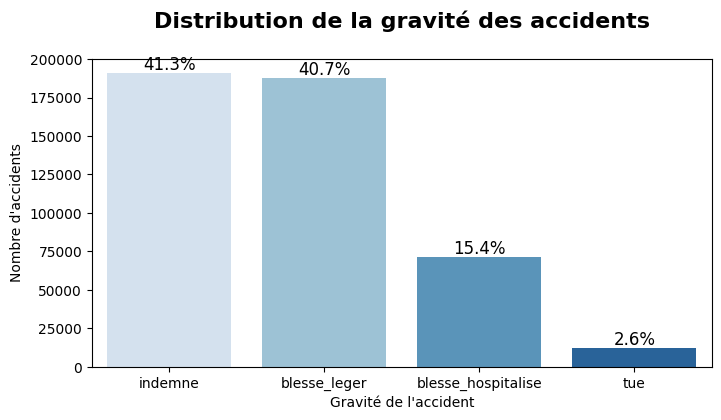 Distribution de la gravité des accidents
200000
175000
150000
125000
100000
75000
50000
25000
0
Nombre d'accidents
41.3%
40.7%
15.4%
2.6%
indemne
blesse_leger
blesse_hospitalise
tue
Gravité de l'accident